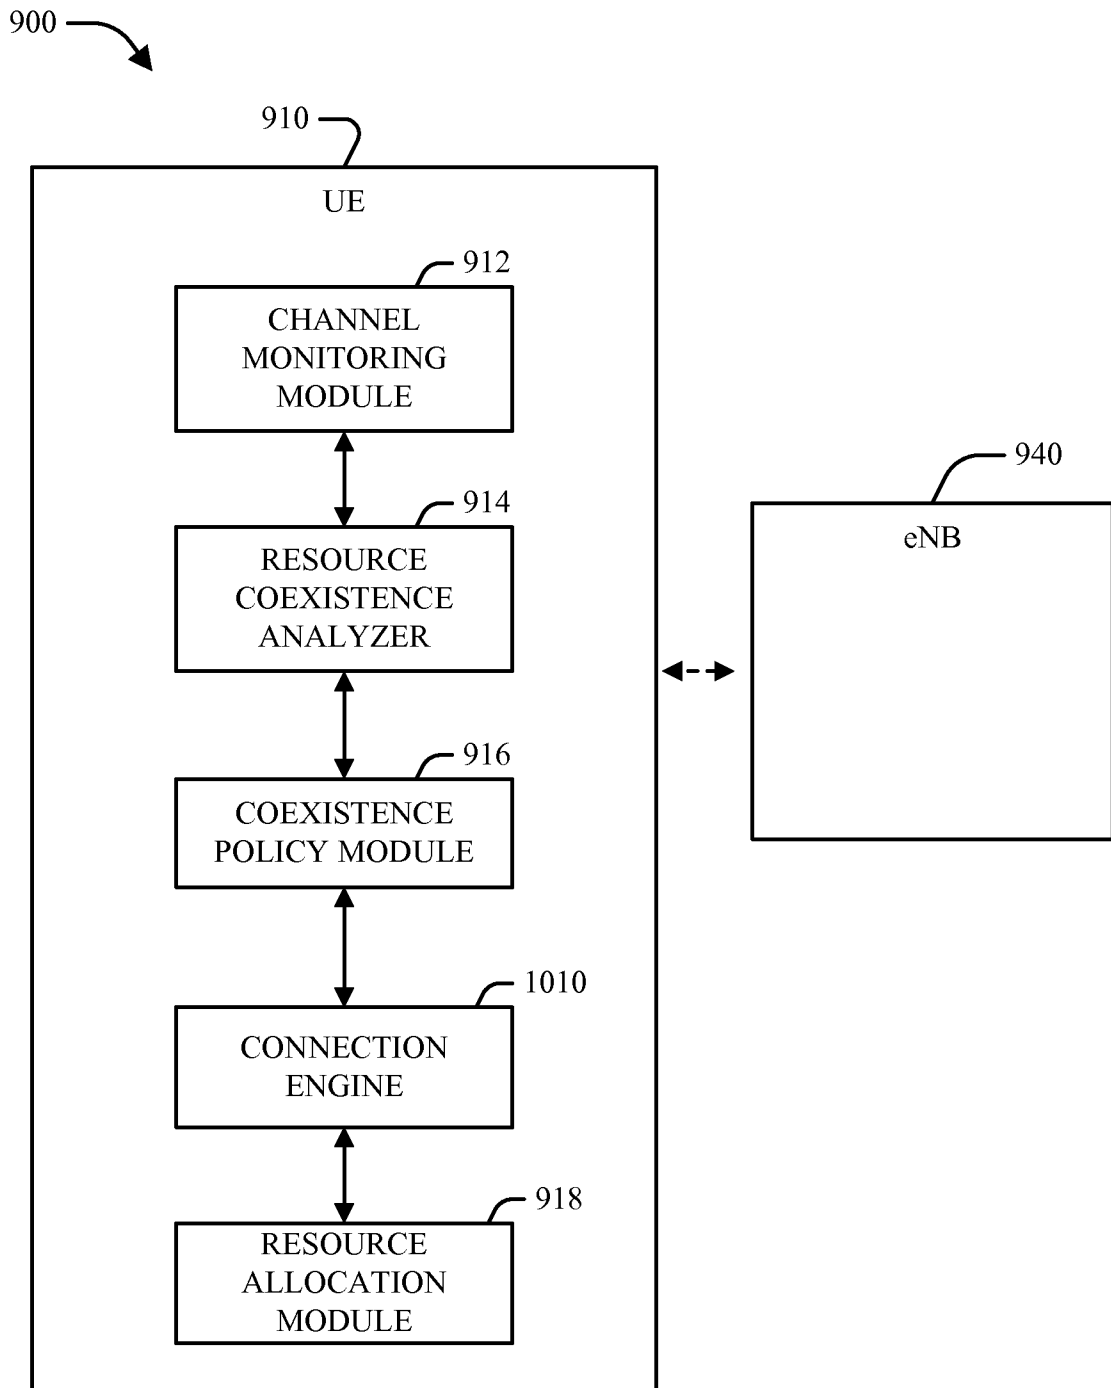 900
910
UE
912
CHANNEL
MONITORING
MODULE
914
RESOURCE
COEXISTENCE
ANALYZER
916
COEXISTENCE
POLICY MODULE
1010
CONNECTION
ENGINE
918
RESOURCE
ALLOCATION
MODULE
940
eNB